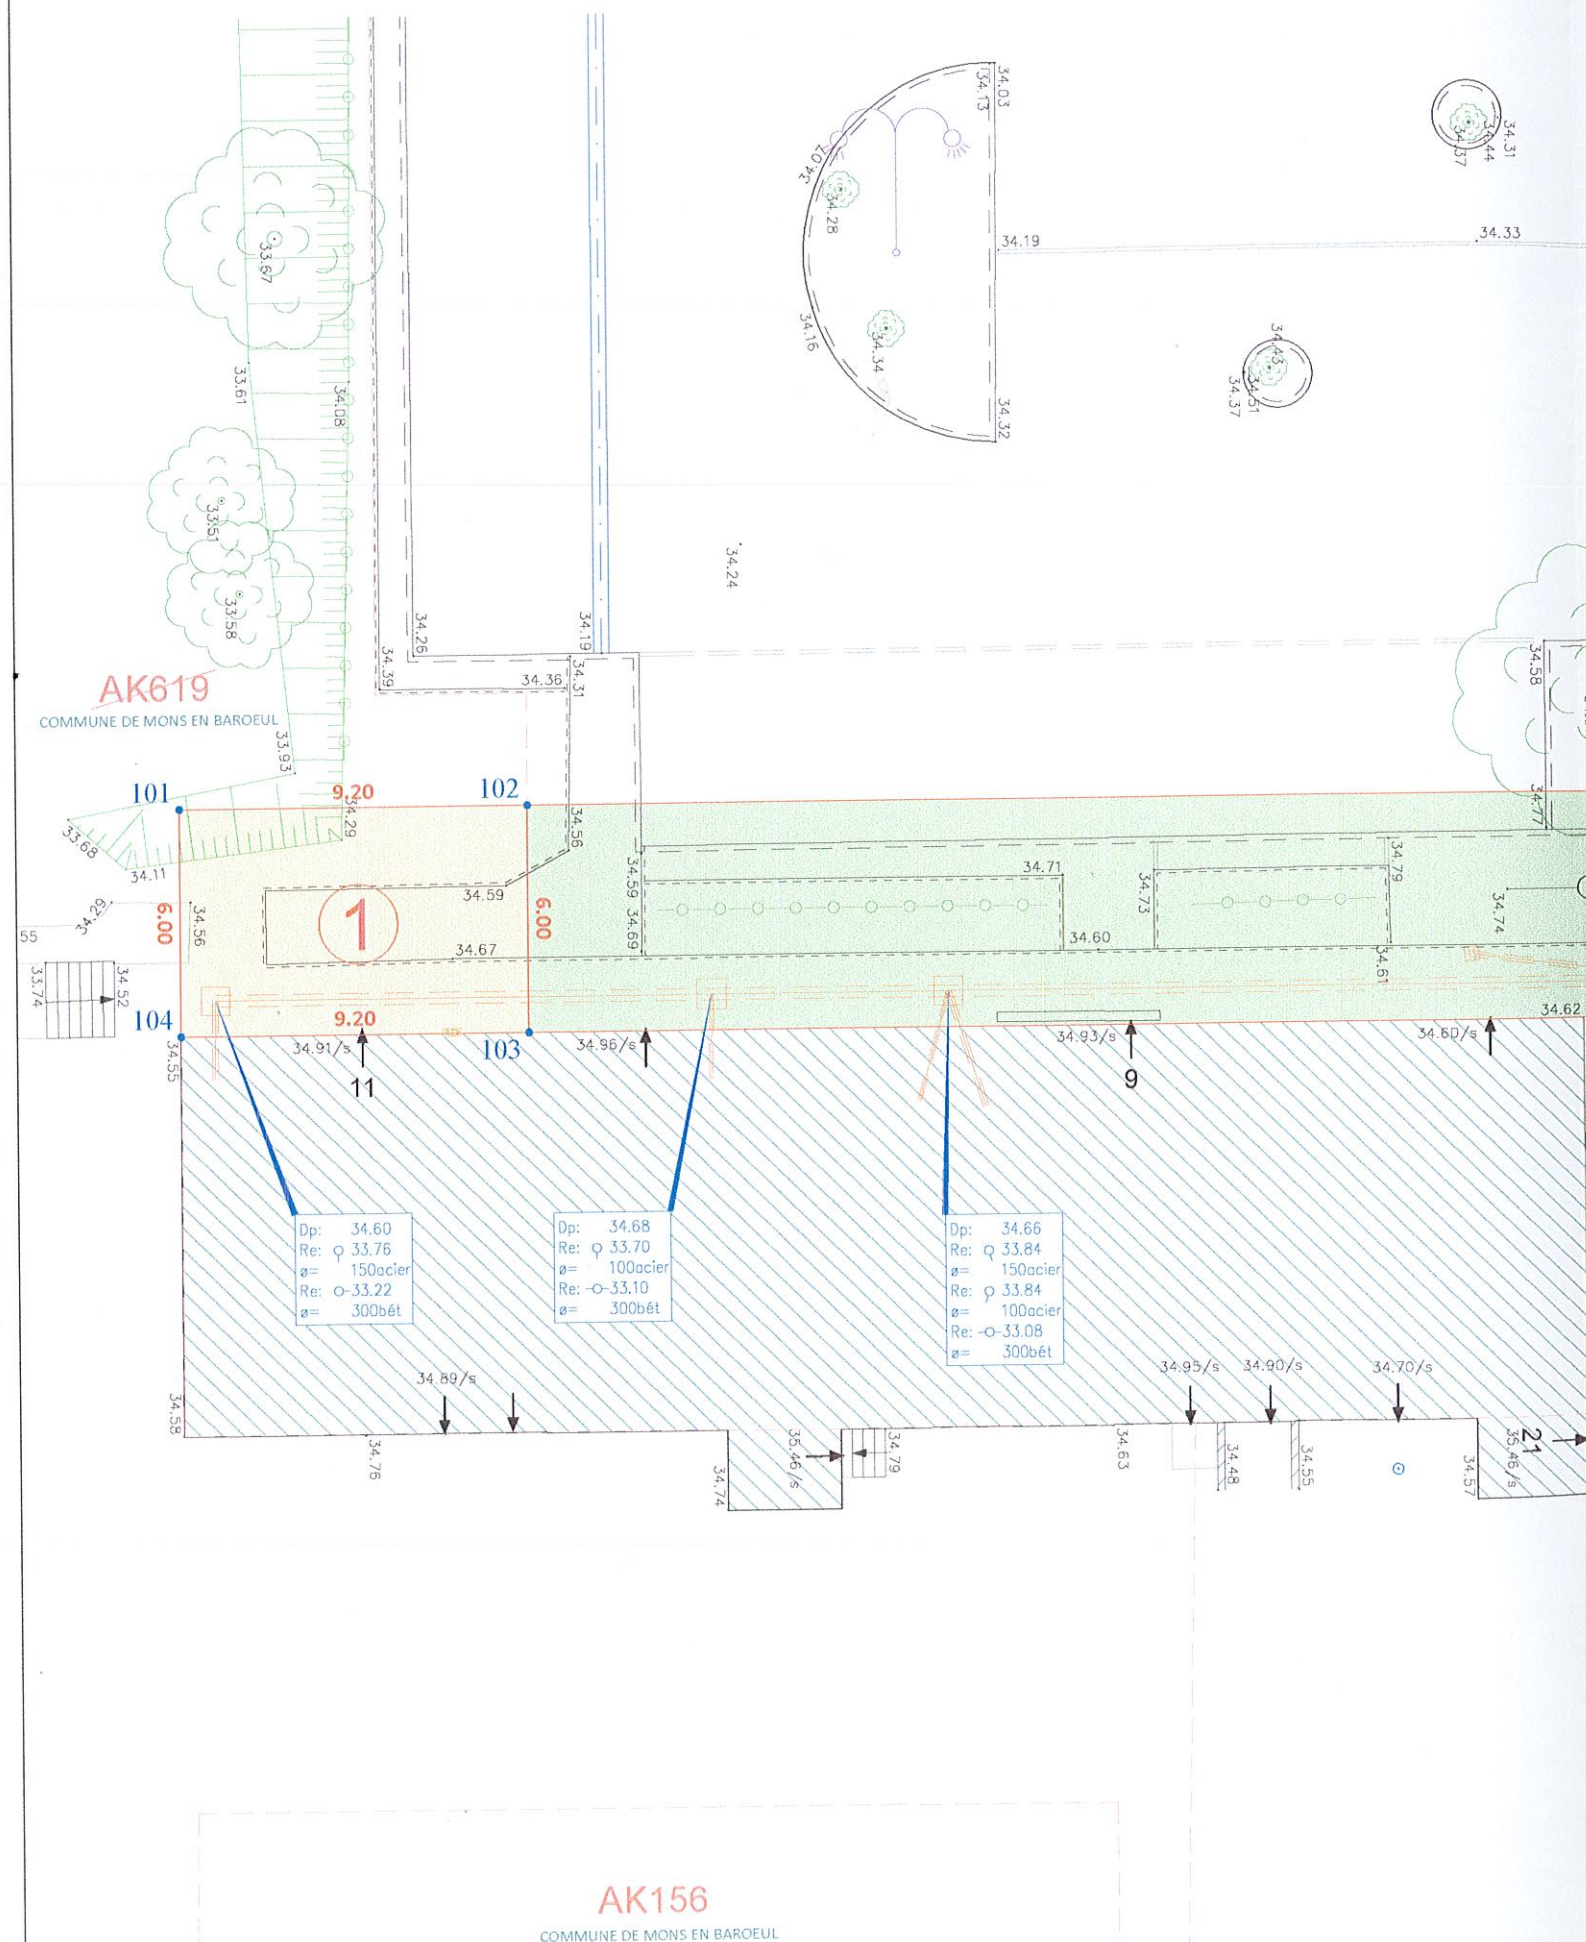 34.03
34.13
34.07
34.28
34.16
34.34
34.32
34.19
34.33
34.31
34.44
34.37
34.43
34.51
34.37
33.67
33.61
34.08
33.51
33.58
34.24
34.26
34.19
34.39
34.36
34.31
34.58
AK619
COMMUNE DE MONS EN BAROEUL
33.93
101
9.20
102
34.29
34.56
34.77
33.68
34.11
34.59
34.59
34.71
34.73
34.79
34.74
34.29
34.56
6.00
1
6.00
34.69
34.60
34.61
55
34.67
33.74
34.52
104
9.20
103
34.62
34.55
34.91/s
34.96/s
34.93/s
34.60/s
11
9
Dp: 34.60
Re: 33.76
ø= 150acier
Re: 33.22
ø= 300bét
Dp: 34.68
Re: 33.70
ø= 100acier
Re: 33.10
ø= 300bét
Dp: 34.66
Re: 33.84
ø= 150acier
Re: 33.84
ø= 100acier
Re: 33.08
ø= 300bét
34.89/s
34.95/s
34.90/s
34.70/s
34.58
34.76
34.74
35.46/s
34.79
34.63
34.48
34.55
34.57
35.46/s
21
AK156
COMMUNE DE MONS EN BAROEUL